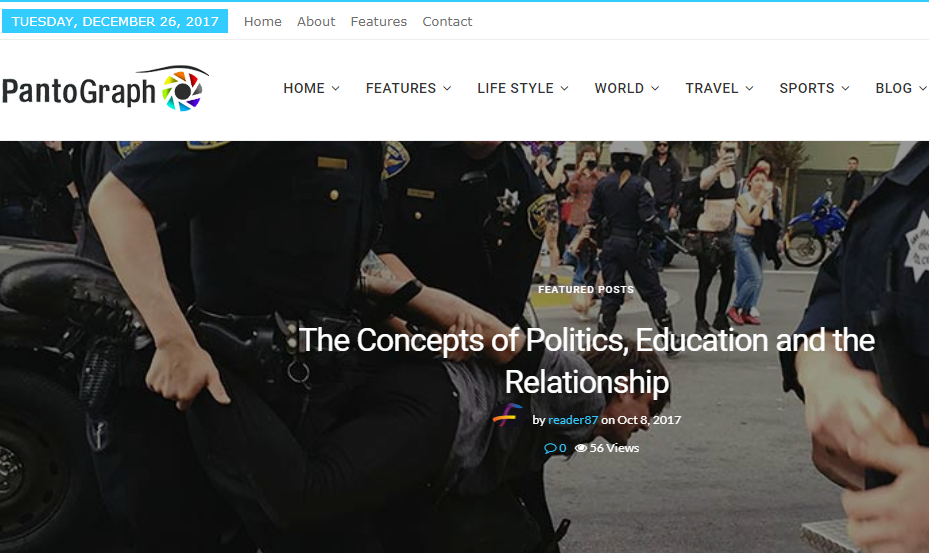 TUESDAY, DECEMBER 26, 2017 Home About Features Contact
PantoGraph HOME FEATURES LIFE STYLE WORLD TRAVEL SPORTS BLOG
FEATURED POSTS
The Concepts of Politics, Education and the
Relationship
by reader87 on Oct 8, 2017
0 56 Views